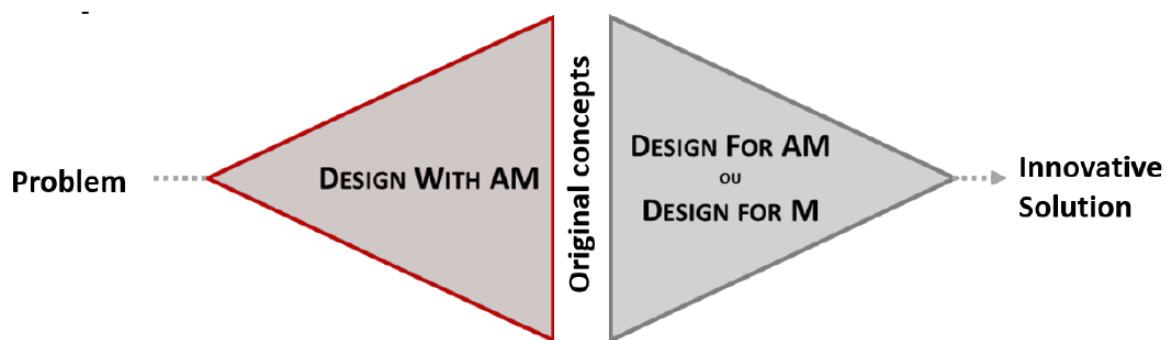 -
Problem
DESIGN WITH AM
Original concepts
DESIGN FOR AM
OU
DESIGN FOR M
Innovative
Solution